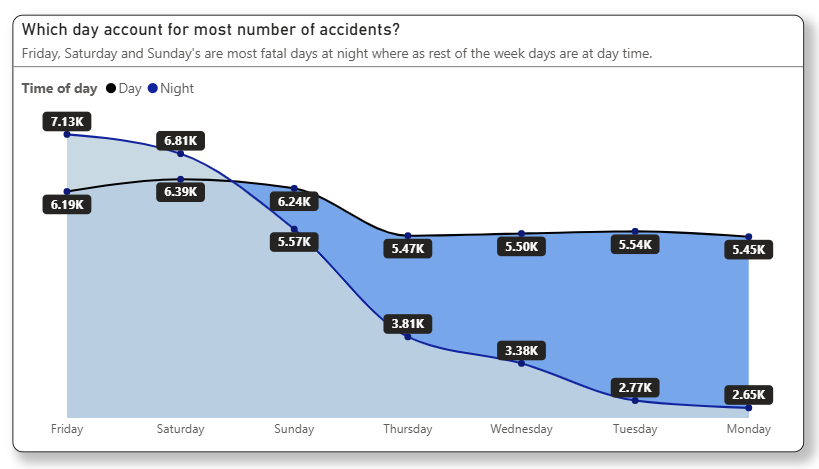 Which day account for most number of accidents?
Friday, Saturday and Sunday's are most fatal days at night where as rest of the week days are at day time.
Time of day Day Night
7.13K
6.81K
6.19K
6.39K
6.24K
5.57K
5.47K
5.50K
5.54K
5.45K
3.81K
3.38K
2.77K
2.65K
Friday Saturday Sunday Thursday Wednesday Tuesday Monday